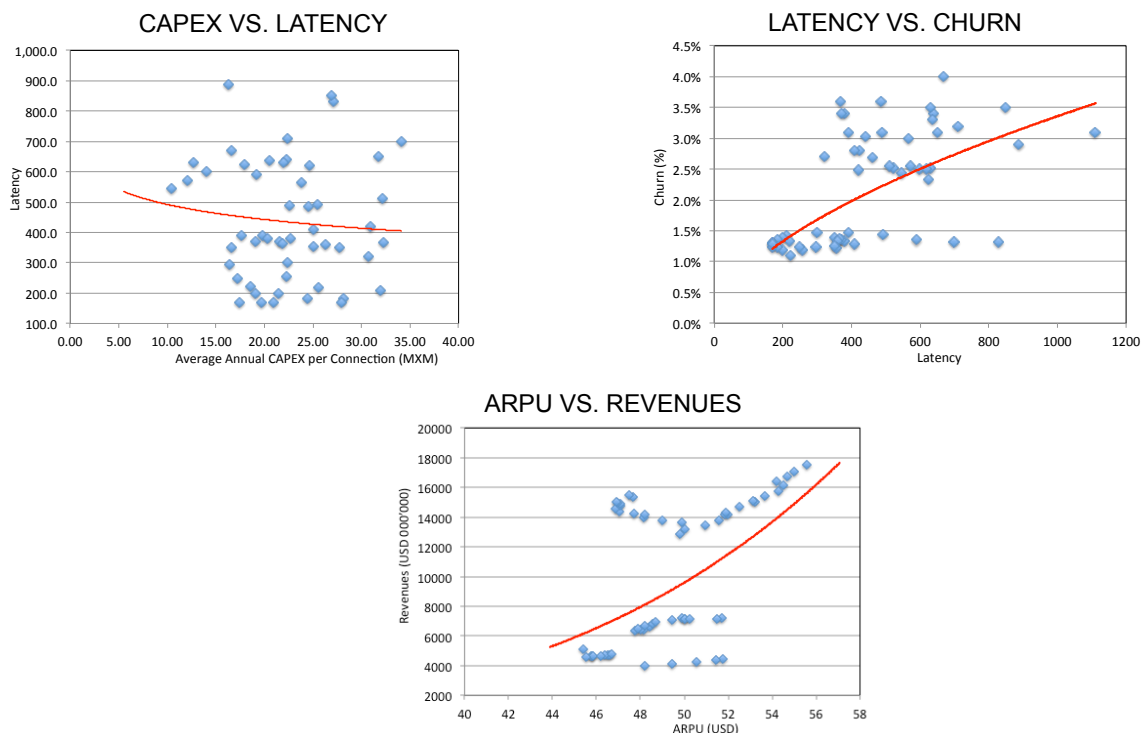 CAPEX VS. LATENCY
1,000.0
900.0
800.0
700.0
600.0
500.0
400.0
300.0
200.0
100.0
Latency
0.00 5.00 10.00 15.00 20.00 25.00 30.00 35.00 40.00
Average Annual CAPEX per Connection (MXM)
LATENCY VS. CHURN
4.5%
4.0%
3.5%
3.0%
2.5%
2.0%
1.5%
1.0%
0.0%
Churn (%)
0 200 400 600 800 1000 1200
Latency
ARPU VS. REVENUES
20000
18000
16000
14000
12000
10000
8000
6000
4000
2000
Revenues (USD 000'000)
40 42 44 46 48 50 52 54 56 58
ARPU (USD)